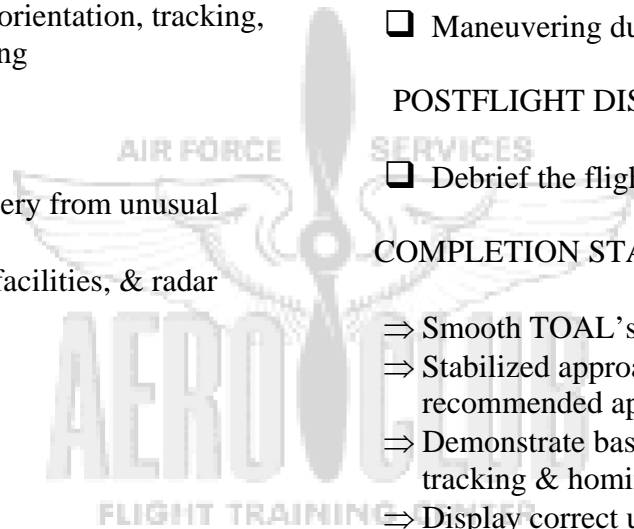 orientation, tracking,
ng
ery from unusual
facilities, & radar
❑ Maneuvering du
POSTFLIGHT DIS
❑ Debrief the fligh
COMPLETION STA
⇒ Smooth TOAL's
⇒ Stabilized approa
recommended ap
⇒ Demonstrate bas
tracking & homi
⇒ Display correct u
AIR FORCE SERVICES
AERO CLUB
FLIGHT TRAINING CENTER